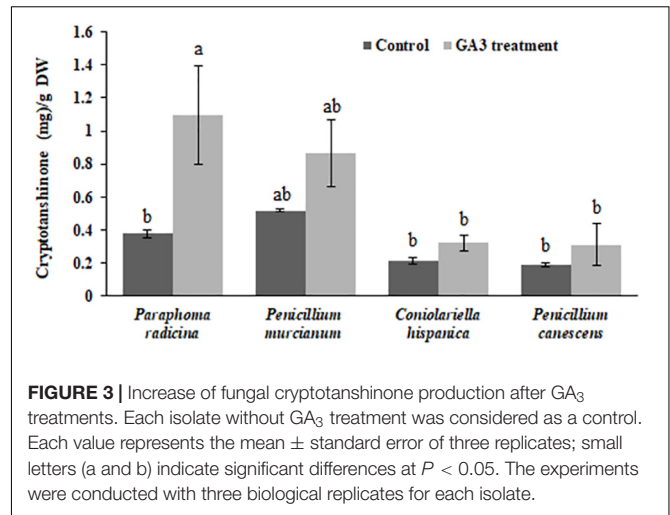 1.6
1.4
1.2
1
0.8
0.6
0.4
0.2
0
Cryptotanshinone (mg)/g DW
Control GA3 treatment
a
b
ab
ab
b
b
b
b
Paraphoma radicina
Penicillium murcianum
Coniolariella hispanica
Penicillium canescens
FIGURE 3 | Increase of fungal cryptotanshinone production after GA₃
treatments. Each isolate without GA₃ treatment was considered as a control.
Each value represents the mean ± standard error of three replicates; small
letters (a and b) indicate significant differences at P < 0.05. The experiments
were conducted with three biological replicates for each isolate.